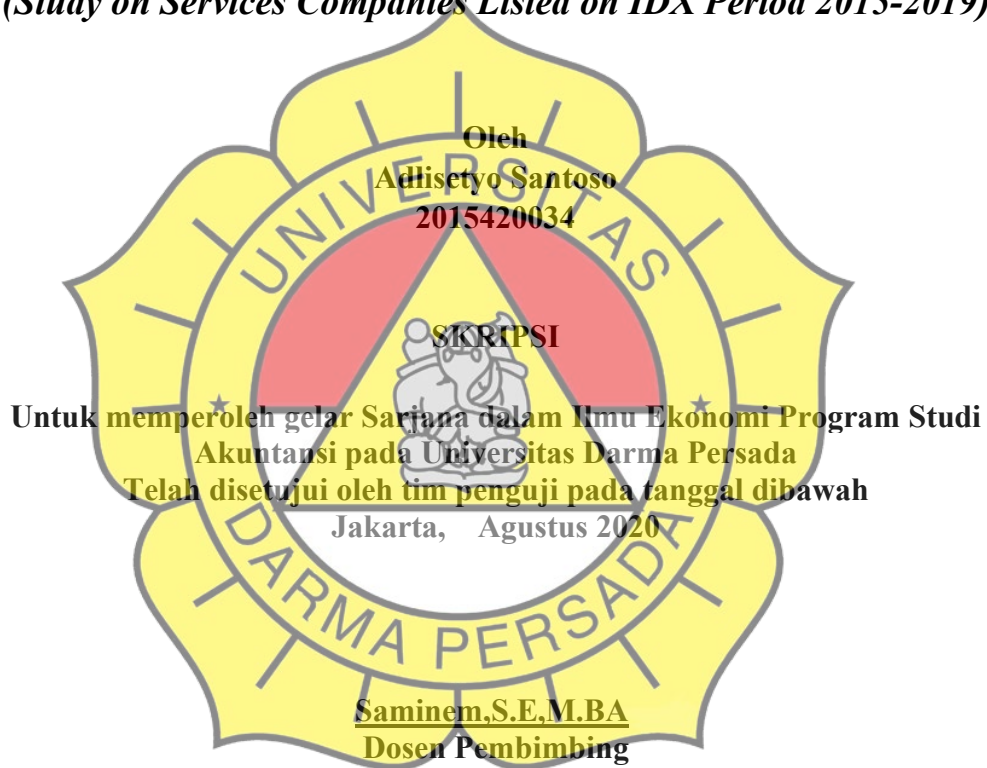 (Study on Services Companies Listed on IDX Period 2015-2019)
Oleh
Adlisetyo Santoso
2015420034
SKRIPSI
Untuk memperoleh gelar Sarjana dalam Ilmu Ekonomi Program Studi
Akuntansi pada Universitas Darma Persada
Telah disetujui oleh tim penguji pada tanggal dibawah
Jakarta, Agustus 2020
Saminem,S.E,M.BA
Dosen Pembimbing
UNIVERSITAS
DARMA PERSADA